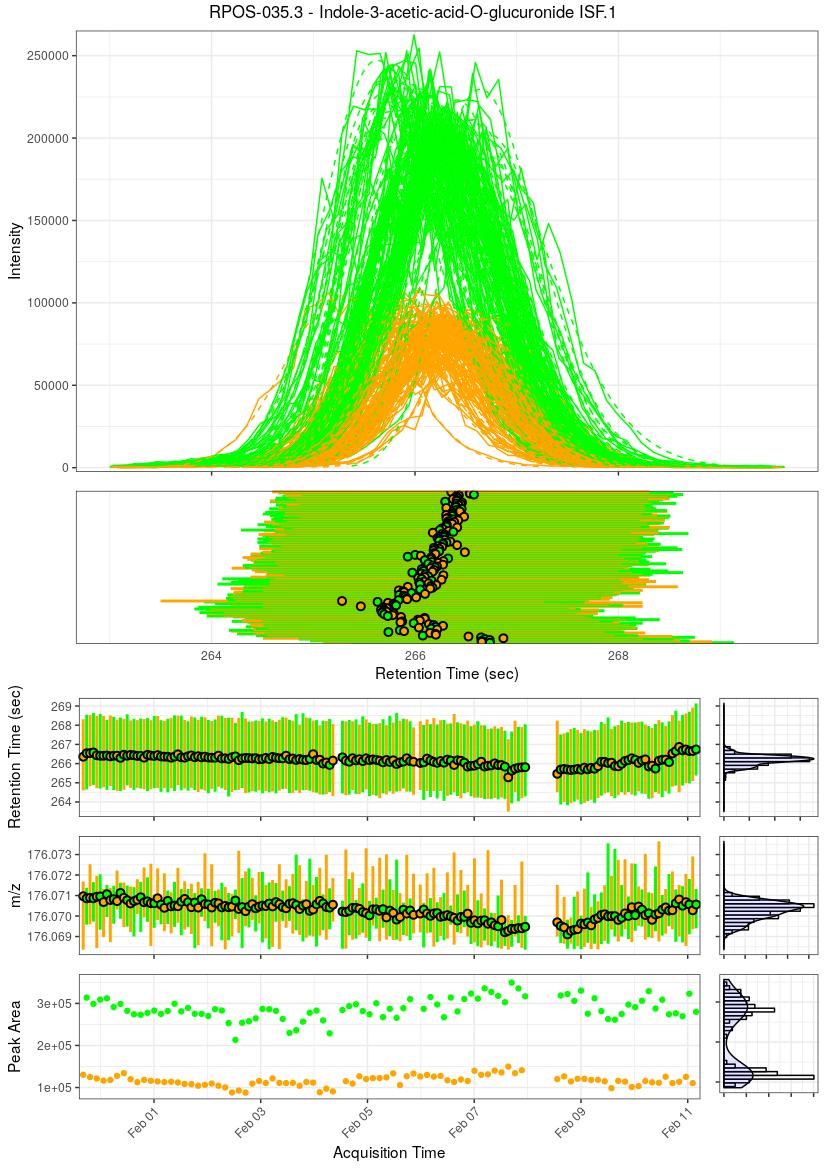 RPOS-035.3 - Indole-3-acetic-acid-O-glucuronide ISF.1
Intensity
250000
200000
150000
100000
50000
0
264
266
268
Retention Time (sec)
Retention Time (sec)
269
268
267
266
265
264
m/z
176.073
176.072
176.071
176.070
176.069
Peak Area
3e+05
2e+05
1e+05
Feb 01
Feb 03
Feb 05
Feb 07
Feb 09
Feb 11
Acquisition Time